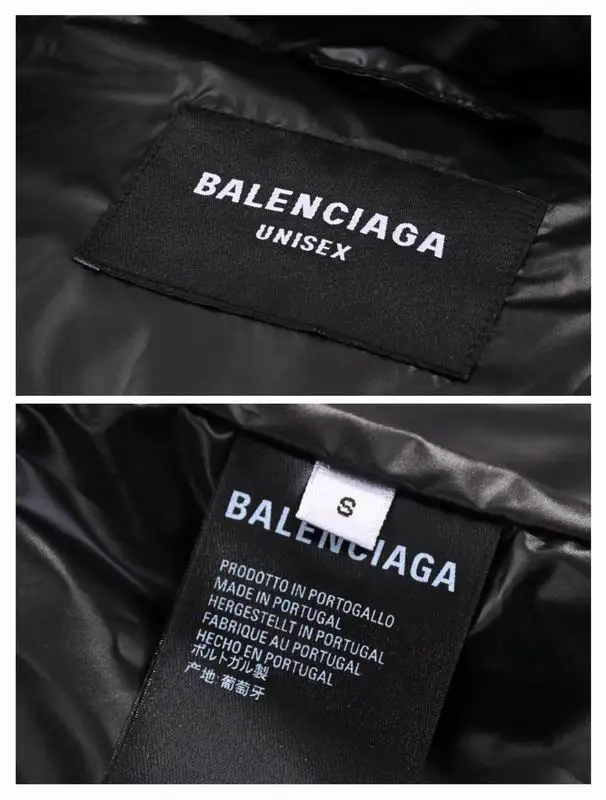 BALENCIAGA
UNISEX
S
BALENCIAGA
PRODOTTO IN PORTOGALLO
MADE IN PORTUGAL
HERGESTELLT IN PORTUGAL
FABRIQUE AU PORTUGAL
HECHO EN PORTUGAL
ポルトガル製
产地:葡萄牙